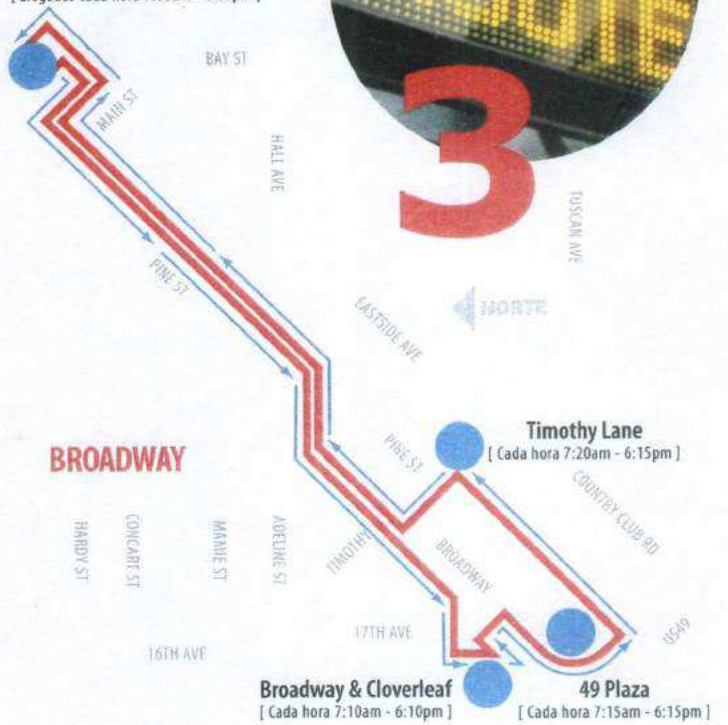 BAY ST
MAIN ST
HALL AVE
3
TUSCAN AVE
PINE ST
NORTE
EASTSIDE AVE
Timothy Lane
[ Cada hora 7:20am - 6:15pm ]
PINE ST
BROADWAY
COUNTRY CLUB RD
HARDY ST
CONCART ST
MAMIE ST
ADELINE ST
TIMOTHY
BROADWAY
US49
17TH AVE
16TH AVE
Broadway & Cloverleaf
[ Cada hora 7:10am - 6:10pm ]
49 Plaza
[ Cada hora 7:15am - 6:15pm ]